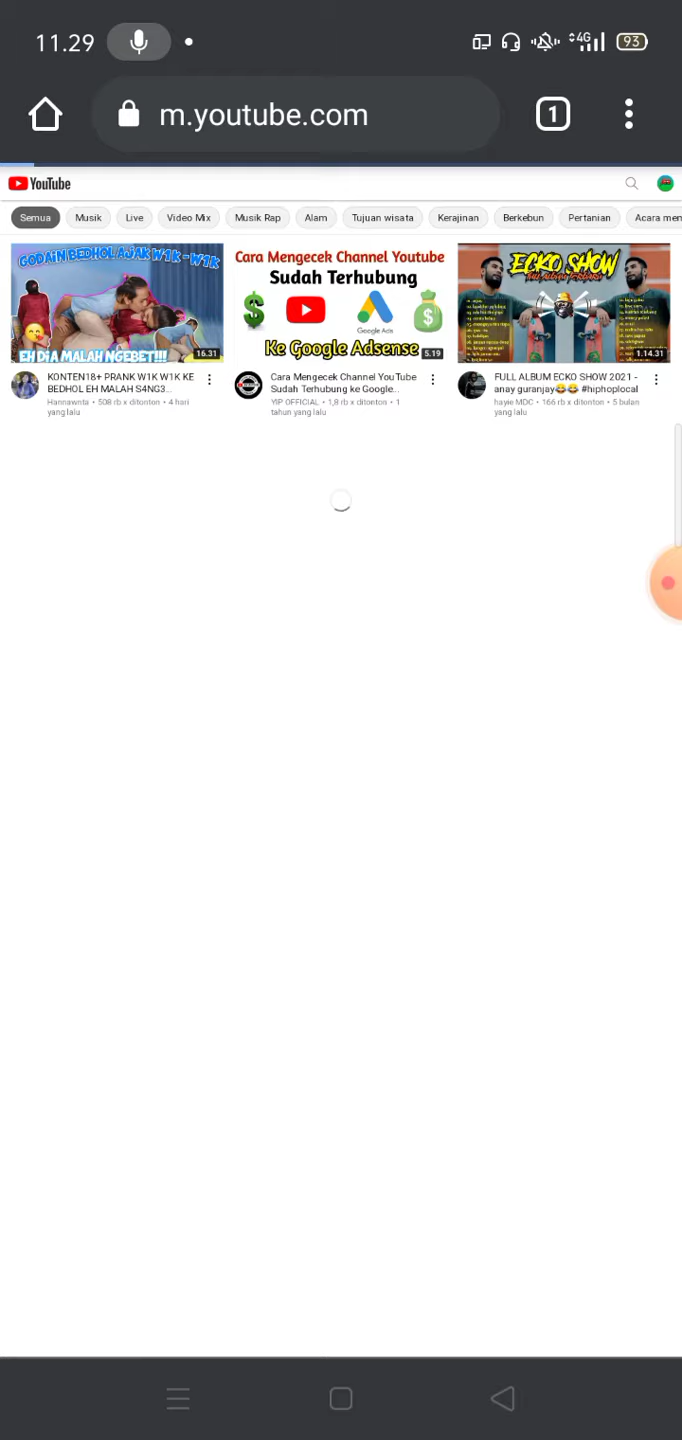 11.29
4G
93
m.youtube.com
1
YouTube
Semua Musik Live Video Mix Musik Rap Alam Tujuan wisata Kerajinan Berkebun Pertanian Acara men
GODAiN BEDHOL AJAK W1K-W1K
EH DiA MALAH NGEBET!!!
16.31
Cara Mengecek Channel Youtube
Sudah Terhubung
Google Ads
Ke Google Adsense
5.19
ECKO SHOW
1.14.31
KONTEN18+ PRANK W1K W1K KE
BEDHOL EH MALAH S4NG3...
Hannawnta • 508 rb x ditonton • 4 hari
yang lalu
Cara Mengecek Channel YouTube
Sudah Terhubung ke Google...
YIP OFFICIAL • 1,8 rb x ditonton • 1
tahun yang lalu
FULL ALBUM ECKO SHOW 2021 -
anay guranjay😂😂 #hiphoplocal
hayie MDC • 166 rb x ditonton • 5 bulan
yang lalu